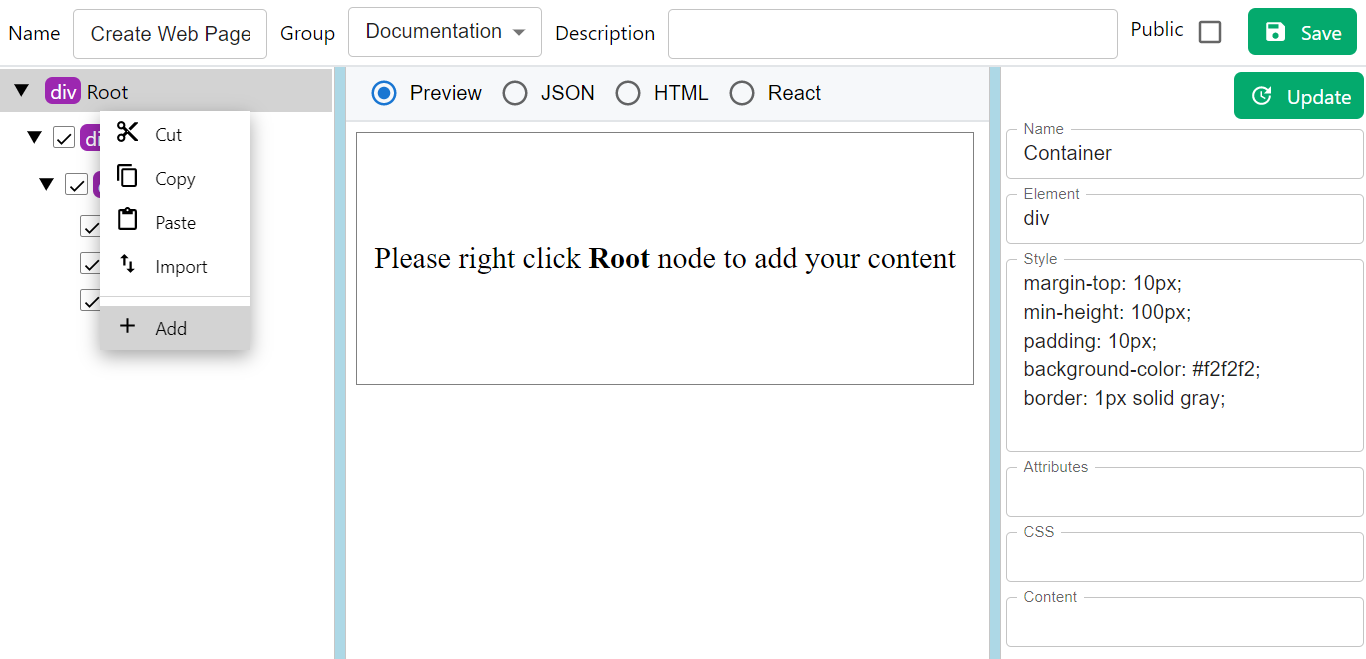 Name Create Web Page Group Documentation Description Public Save
div Root
Cut
Copy
Paste
Import
Add
Preview JSON HTML React
Please right click Root node to add your content
Update
Name
Container
Element
div
Style
margin-top: 10px;
min-height: 100px;
padding: 10px;
background-color: #f2f2f2;
border: 1px solid gray;
Attributes
CSS
Content